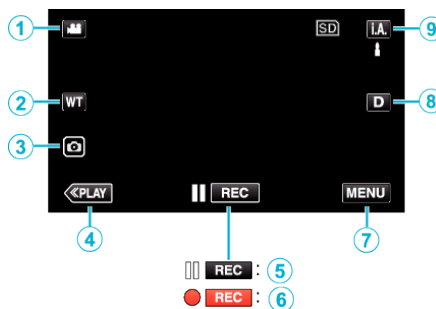 1 SD i.A. 9
2 WT D 8
3
≪PLAY REC MENU
4 7
REC : 5
REC : 6